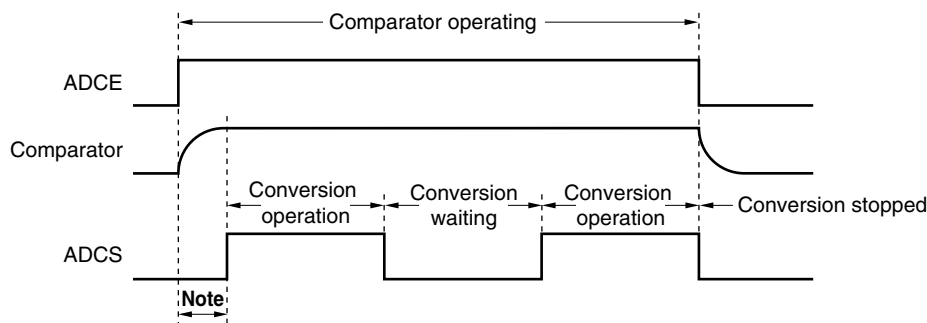 Comparator operating
ADCE
Comparator
Conversion
operation
Conversion
waiting
Conversion
operation
Conversion stopped
ADCS
Note